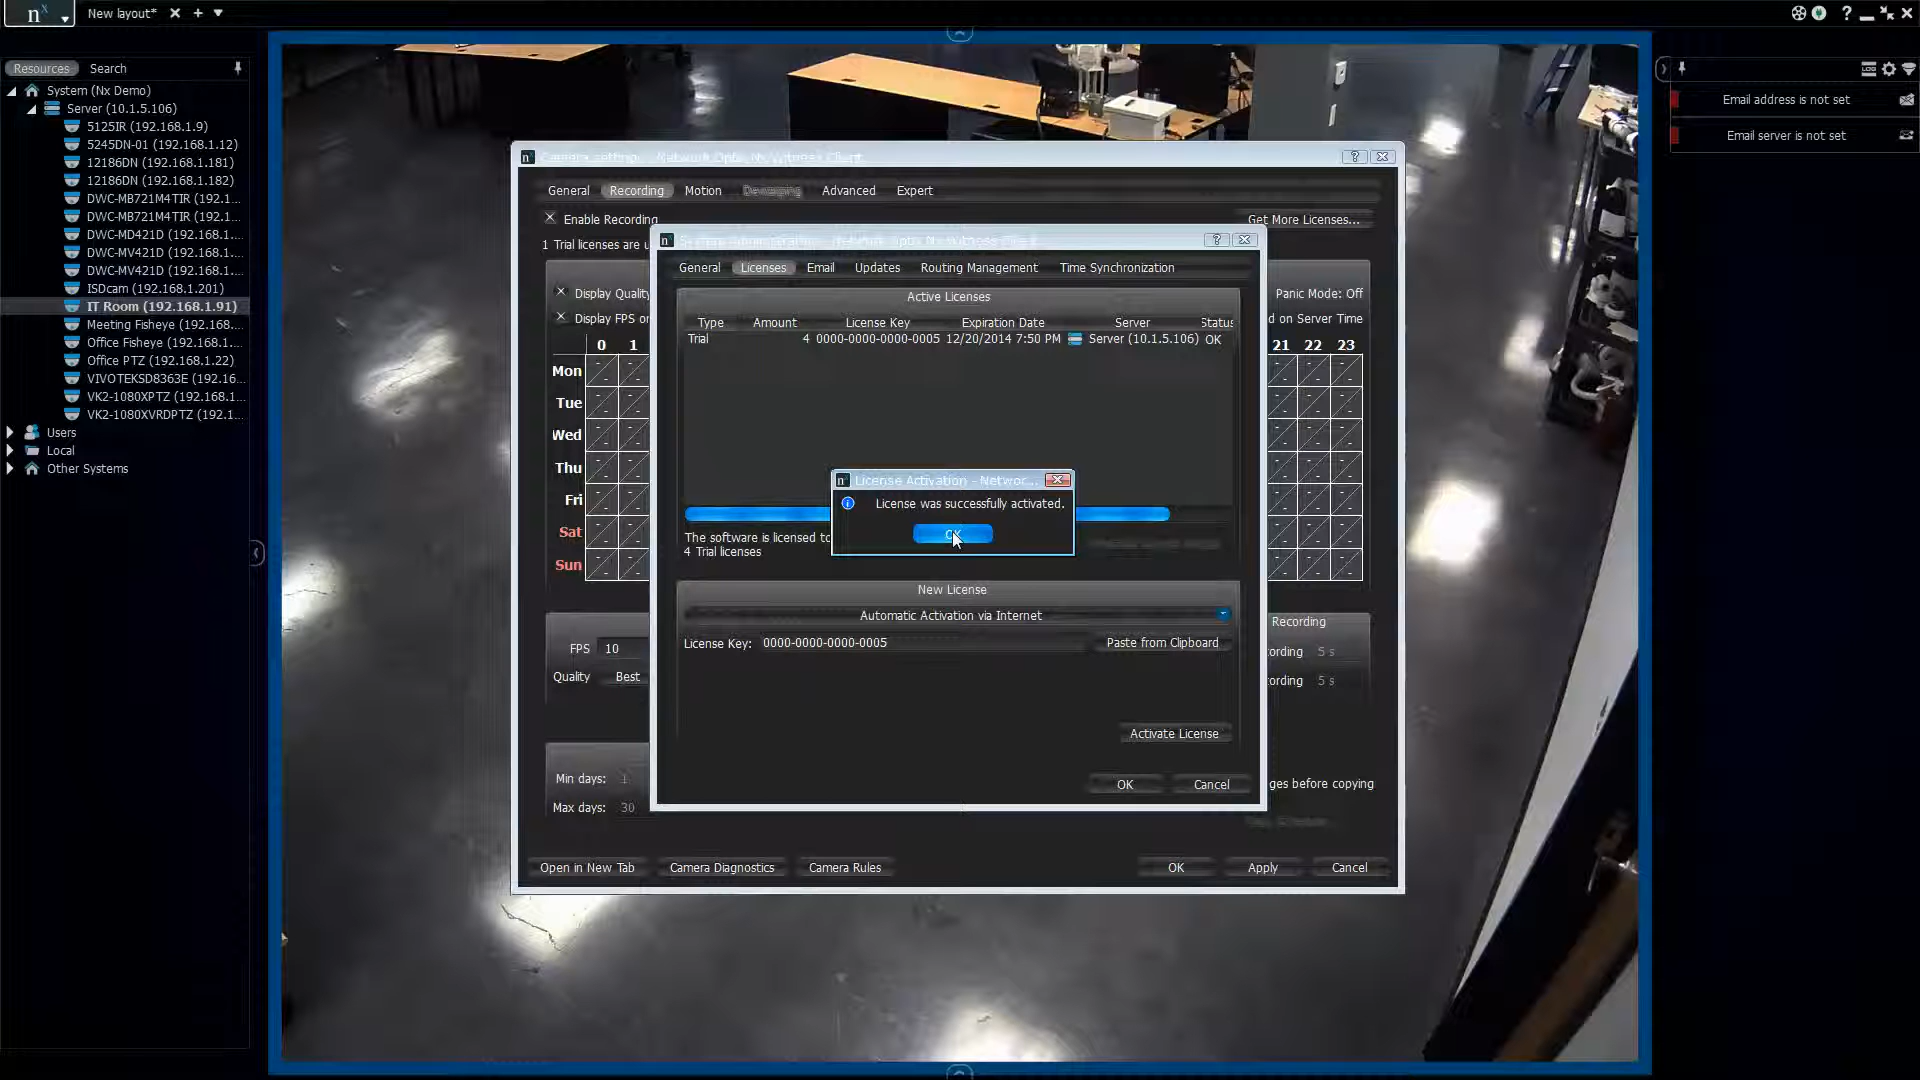 nx
New layout*
?
Resources
Search
System (Nx Demo)
Server (10.1.5.106)
5125IR (192.168.1.9)
5245DN-01 (192.168.1.12)
12186DN (192.168.1.181)
12186DN (192.168.1.182)
DWC-MB721M4TIR (192.1...
DWC-MB721M4TIR (192.1...
DWC-MD421D (192.168.1....
DWC-MV421D (192.168.1....
DWC-MV421D (192.168.1....
ISDcam (192.168.1.201)
IT Room (192.168.1.91)
Meeting Fisheye (192.168....
Office Fisheye (192.168.1....
Office PTZ (192.168.1.22)
VIVOTEKSD8363E (192.16...
VK2-1080XPTZ (192.168.1...
VK2-1080XVRDPTZ (192.1...
Users
Local
Other Systems
LOG
Email address is not set
Email server is not set
Camera settings - Network Optix Nx Witness Client
General Recording Motion Dewarping Advanced Expert
Enable Recording
Get More Licenses...
1 Trial licenses are u
Display Quality
Panic Mode: Off
Display FPS on
d on Server Time
0 1 21 22 23
Mon
Tue
Wed
Thu
Fri
Sat
Sun
FPS 10
Quality Best
Recording
ording 5 s
ording 5 s
Min days: 1
Max days: 30
ges before copying
Open in New Tab Camera Diagnostics Camera Rules OK Apply Cancel
General Licenses Email Updates Routing Management Time Synchronization
Active Licenses
Type Amount License Key Expiration Date Server Status
Trial 4 0000-0000-0000-0005 12/20/2014 7:50 PM Server (10.1.5.106) OK
The software is licensed to
4 Trial licenses
License Activation - Networ...
License was successfully activated.
OK
New License
Automatic Activation via Internet
License Key: 0000-0000-0000-0005 Paste from Clipboard
Activate License
OK Cancel